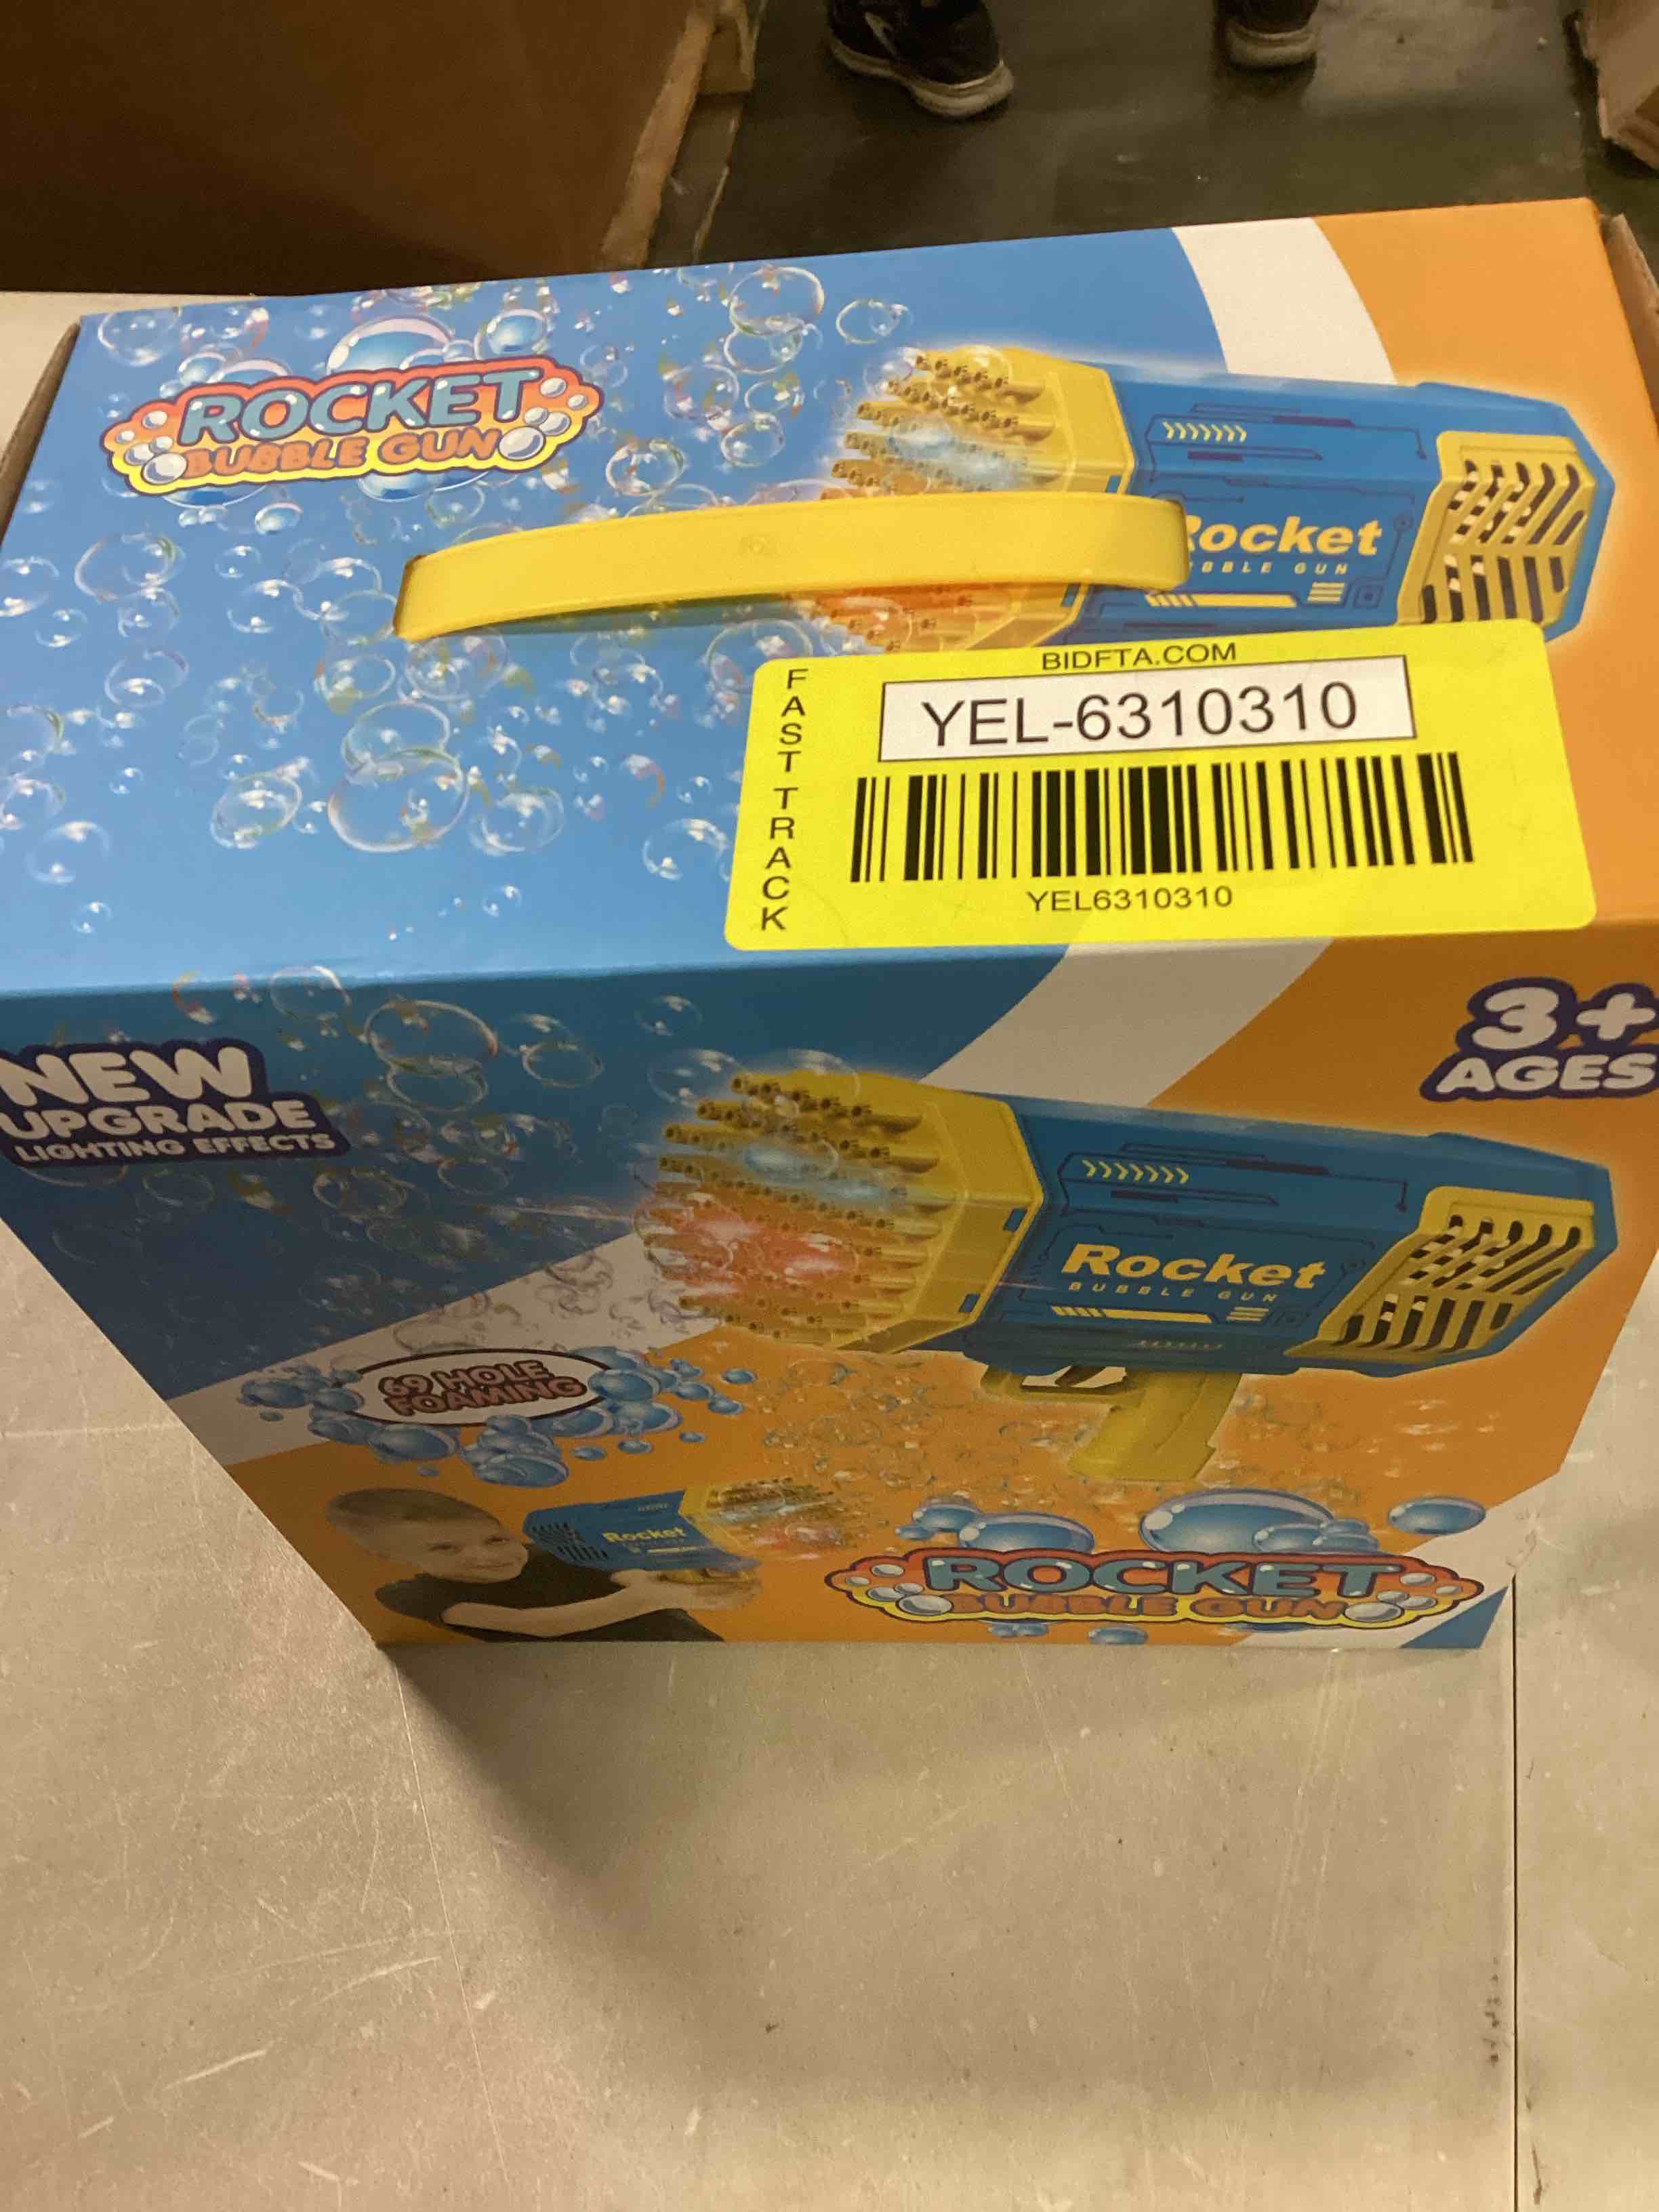 ROCKET
BUBBLE GUN
Rocket
BUBBLE GUN
BIDFTA.COM
FAST TRACK
YEL-6310310
YEL6310310
NEW
UPGRADE
LIGHTING EFFECTS
3+
AGES
Rocket
BUBBLE GUN
69 HOLE
FOAMING
Rocket
ROCKET
BUBBLE GUN